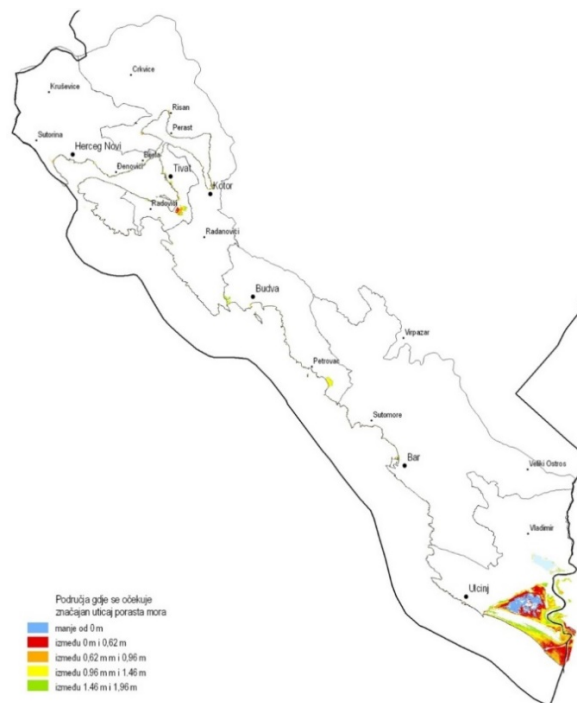 Crkvice
Kruševice
Risan
Sutorina
Perast
Herceg Novi
Bijela
Đenovići
Tivat
Kotor
Radovići
Radanovići
Budva
Virpazar
Petrovac
Sutomore
Bar
Veliki Ostros
Vladimir
Ulcinj
Područja gdje se očekuje
značajan uticaj porasta mora
manje od 0 m
između 0 m i 0,62 m
između 0,62 m m i 0,96 m
između 0.96 m m i 1.46 m
između 1.46 m i 1,96 m